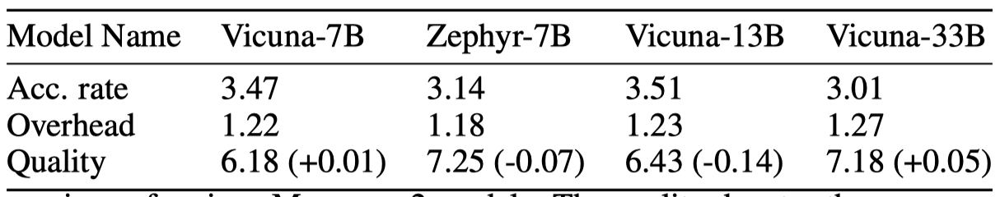 Model Name Vicuna-7B Zephyr-7B Vicuna-13B Vicuna-33B
Acc. rate 3.47 3.14 3.51 3.01
Overhead 1.22 1.18 1.23 1.27
Quality 6.18 (+0.01) 7.25 (-0.07) 6.43 (-0.14) 7.18 (+0.05)